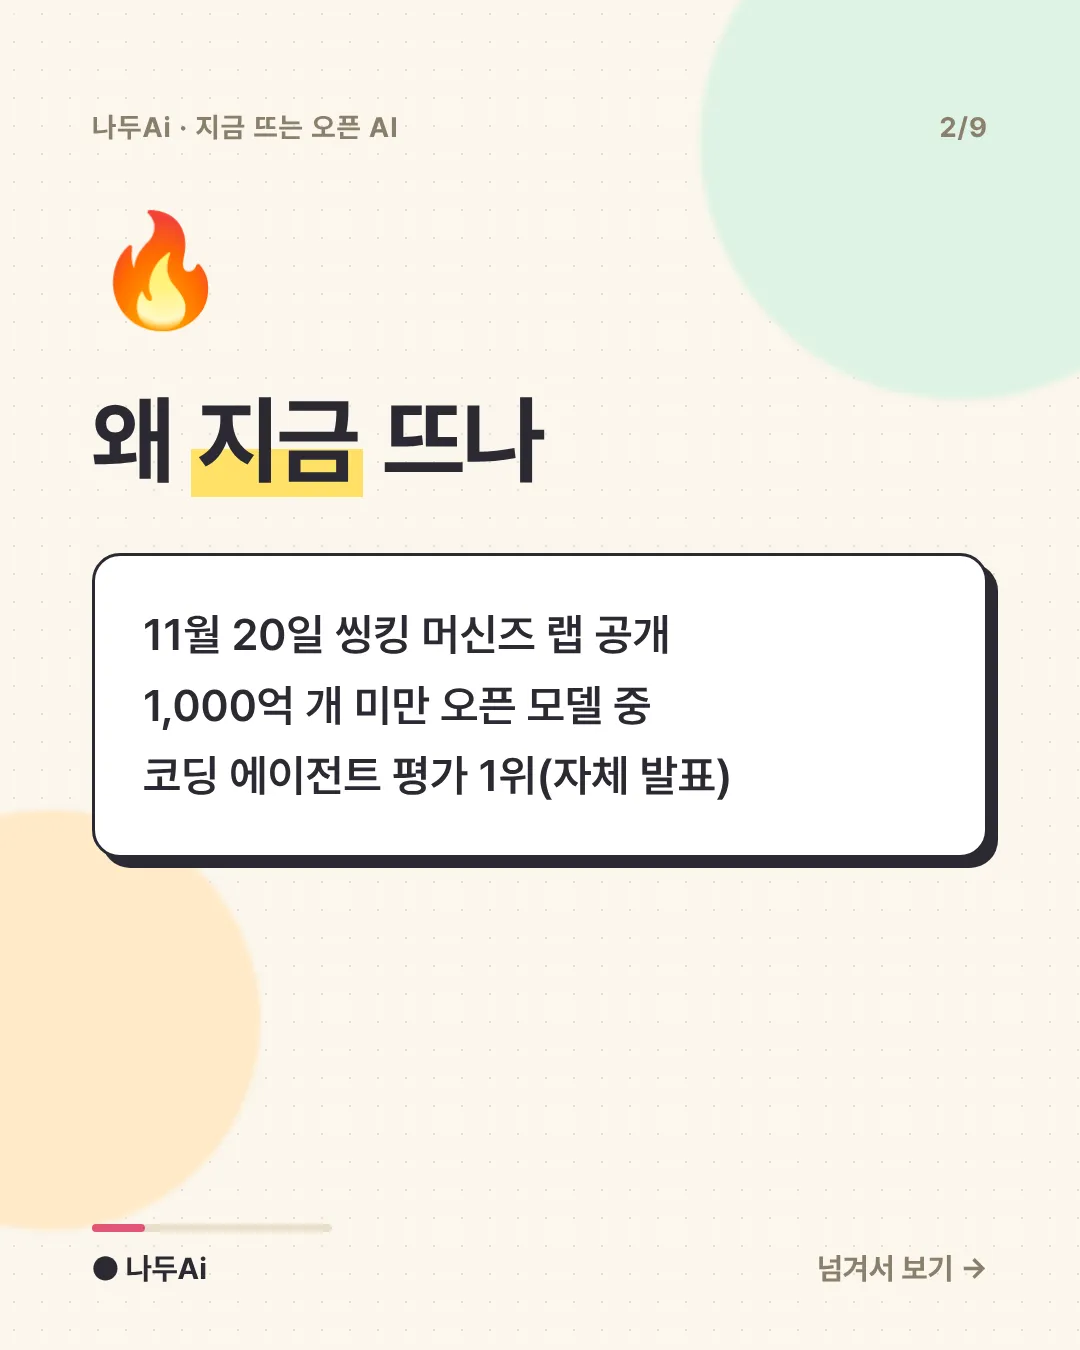 나두Ai · 지금 뜨는 오픈 AI
2/9
왜 지금 뜨나
11월 20일 씽킹 머신즈 랩 공개
1,000억 개 미만 오픈 모델 중
코딩 에이전트 평가 1위(자체 발표)
나두Ai
넘겨서 보기 →